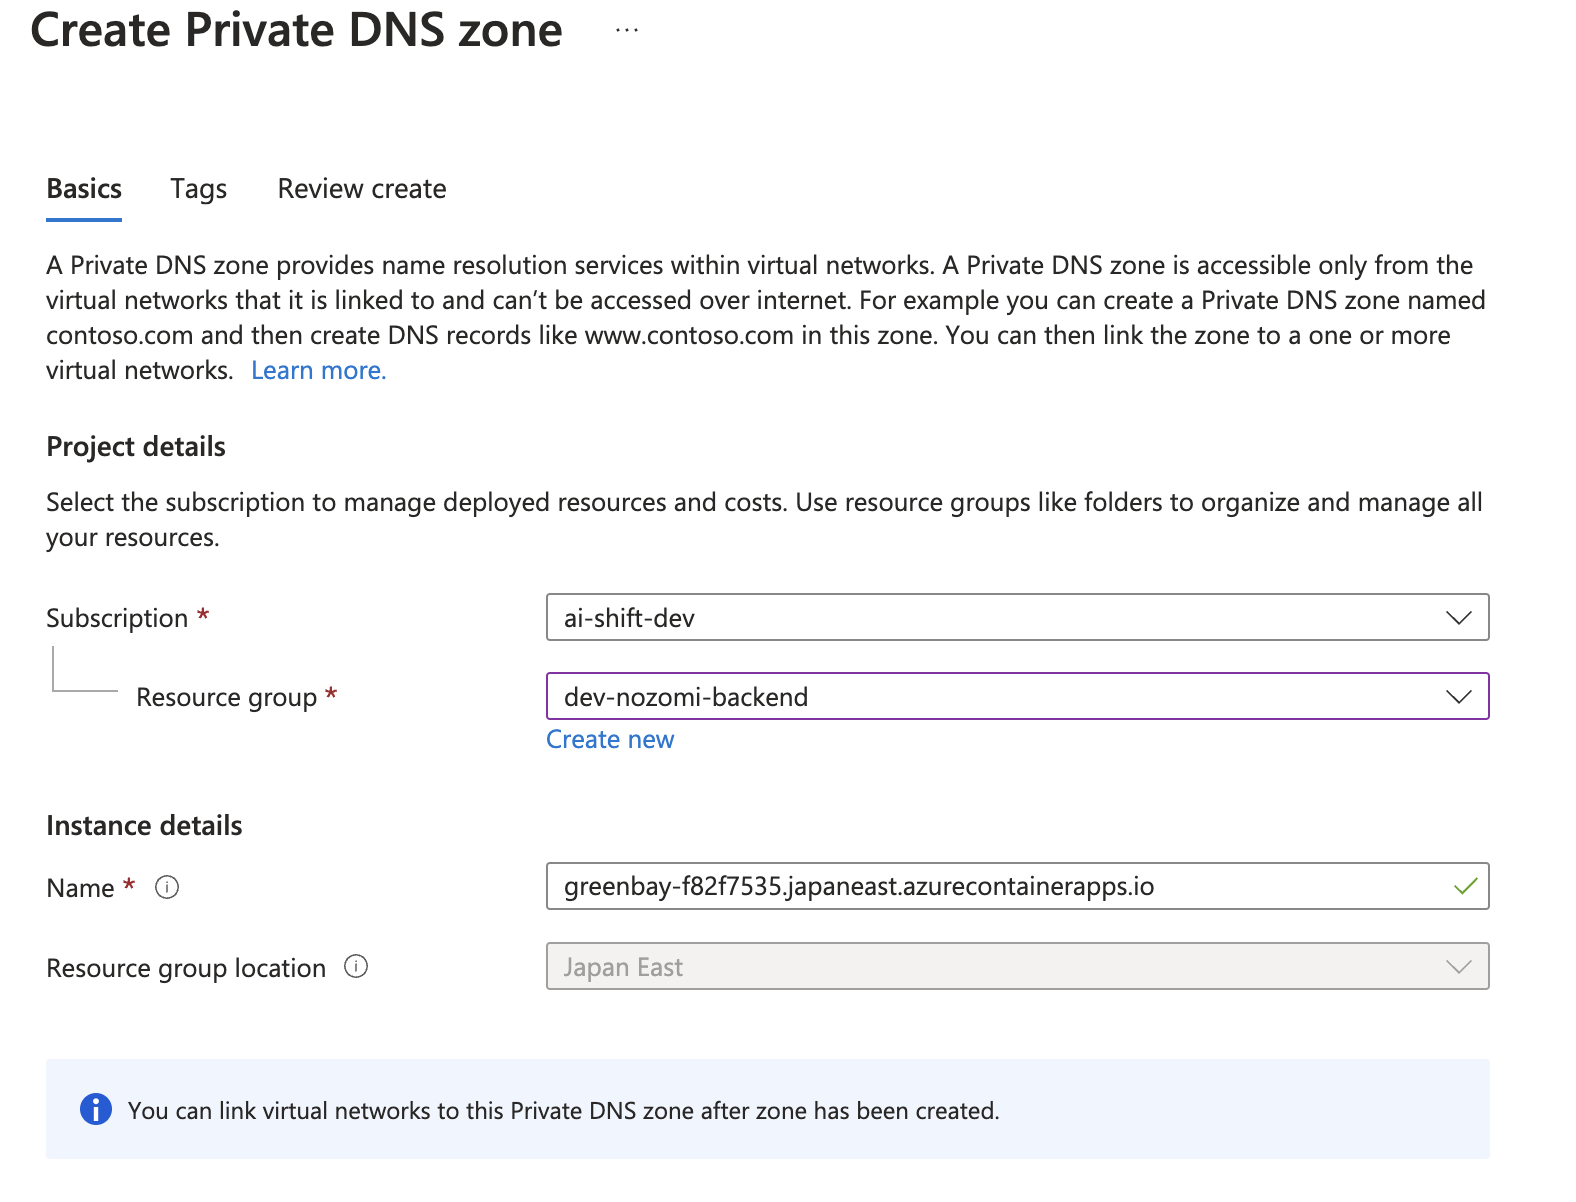 Create Private DNS zone ...
Basics Tags Review create
A Private DNS zone provides name resolution services within virtual networks. A Private DNS zone is accessible only from the
virtual networks that it is linked to and can’t be accessed over internet. For example you can create a Private DNS zone named
contoso.com and then create DNS records like www.contoso.com in this zone. You can then link the zone to a one or more
virtual networks. Learn more.
Project details
Select the subscription to manage deployed resources and costs. Use resource groups like folders to organize and manage all
your resources.
Subscription * ai-shift-dev
Resource group * dev-nozomi-backend
Create new
Instance details
Name * greenbay-f82f7535.japaneast.azurecontainerapps.io
Resource group location Japan East
You can link virtual networks to this Private DNS zone after zone has been created.